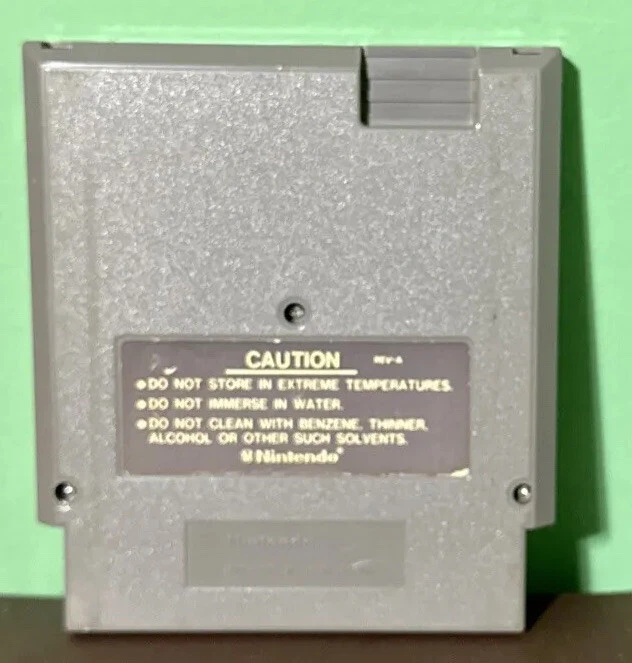 CAUTION REV-A
●DO NOT STORE IN EXTREME TEMPERATURES.
●DO NOT IMMERSE IN WATER.
●DO NOT CLEAN WITH BENZENE, THINNER,
ALCOHOL OR OTHER SUCH SOLVENTS.
Nintendo®